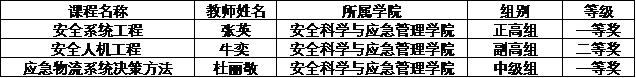 课程名称 教师姓名 所属学院 组别 等级
安全系统工程 张英 安全科学与应急管理学院 正高组 一等奖
安全人机工程 牛奕 安全科学与应急管理学院 副高组 二等奖
应急物流系统决策方法 杜丽敬 安全科学与应急管理学院 中级组 一等奖